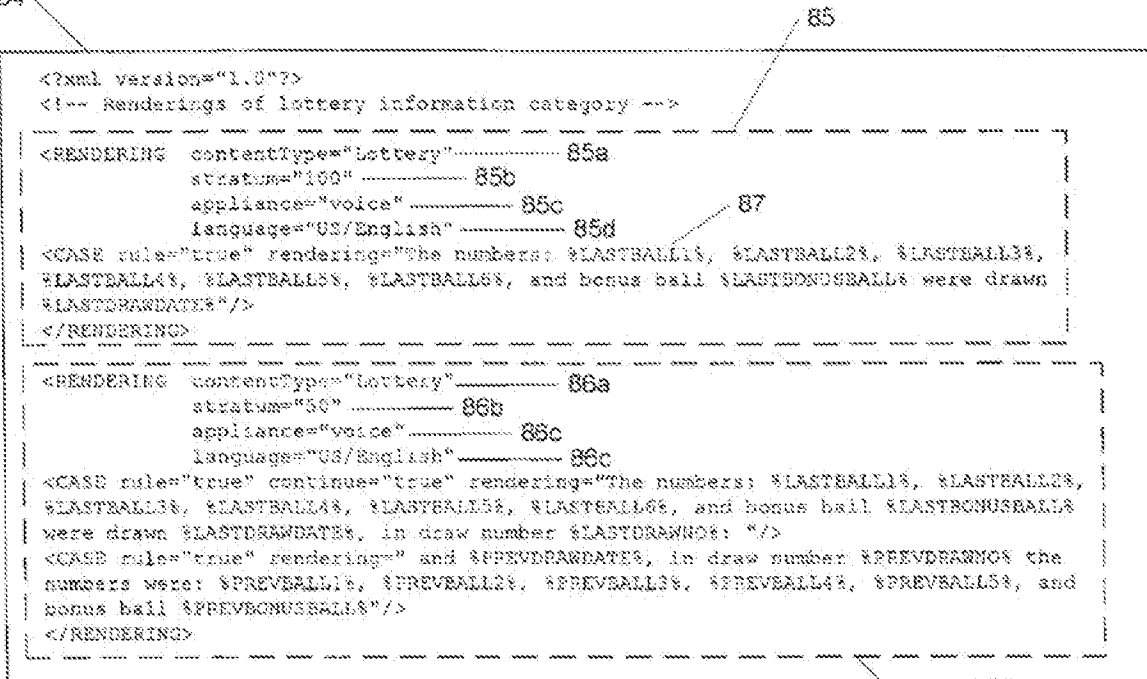 85
<?xml version="1.0"?>
<!-- Renderings of lottery information category -->
<RENDERING contentType="Lottery" 85a
stratum="100" 85b
appliance="voice" 85c
language="US/English" 85d
87
<CASE rule="true" rendering="The numbers: %LASTBALL1%, %LASTBALL2%, %LASTBALL3%,
%LASTBALL4%, %LASTBALL5%, %LASTBALL6%, and bonus ball %LASTBONUSBALL% were drawn
%LASTDRAWDATE%"/>
</RENDERING>
<RENDERING contentType="Lottery" 86a
stratum="50" 86b
appliance="voice" 86c
language="US/English" 86c
<CASE rule="true" continue="true" rendering="The numbers: %LASTBALL1%, %LASTBALL2%,
%LASTBALL3%, %LASTBALL4%, %LASTBALL5%, %LASTBALL6%, and bonus ball %LASTBONUSBALL%
were drawn %LASTDRAWDATE%, in draw number %LASTDRAWNO%: "/>
<CASE rule="true" rendering=" and %PREVDRAWDATE%, in draw number %PREVDRAWNO% the
numbers were: %PREVBALL1%, %PREVBALL2%, %PREVBALL3%, %PREVBALL4%, %PREVBALL5%, and
bonus ball %PREVBONUSBALL%"/>
</RENDERING>